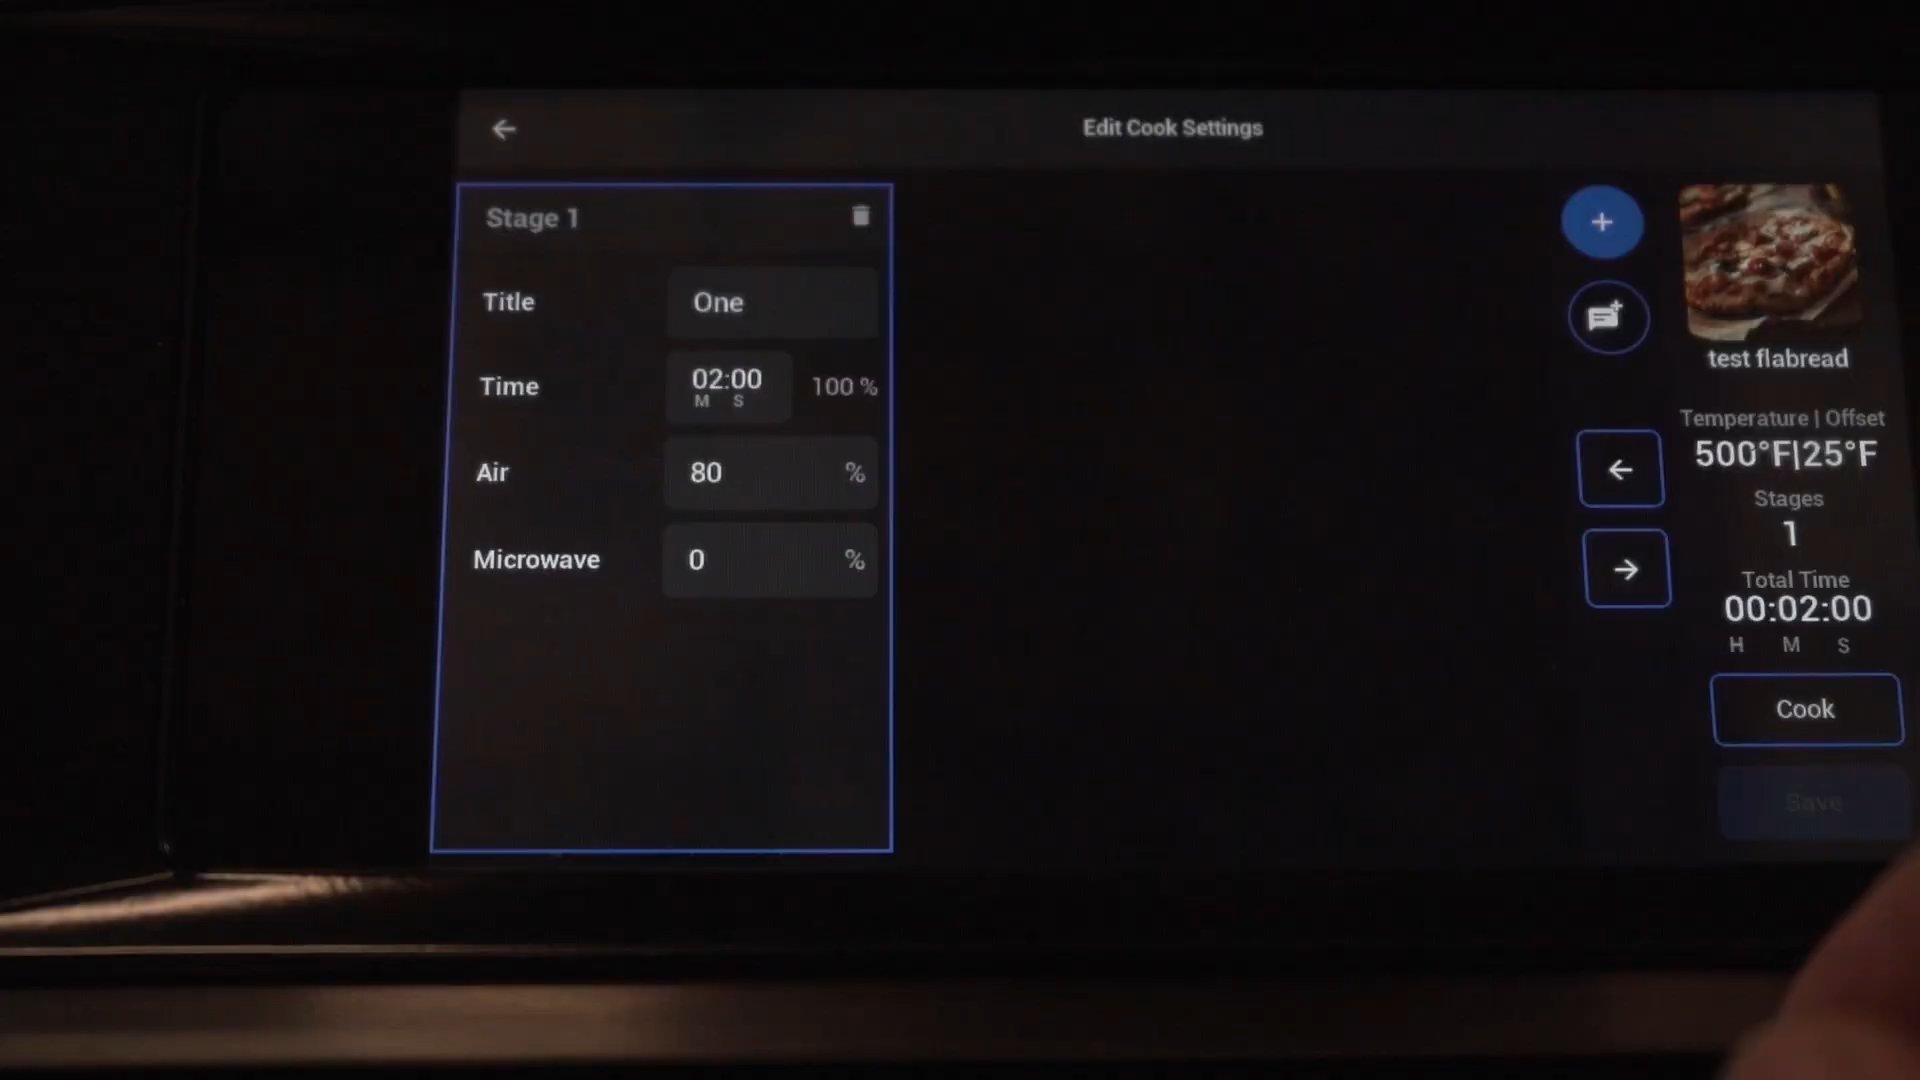 Edit Cook Settings
Stage 1
Title One
Time 02:00 100 %
M S
Air 80 %
Microwave 0 %
test flabread
Temperature | Offset
500°F|25°F
Stages
1
Total Time
00:02:00
H M S
Cook
Save